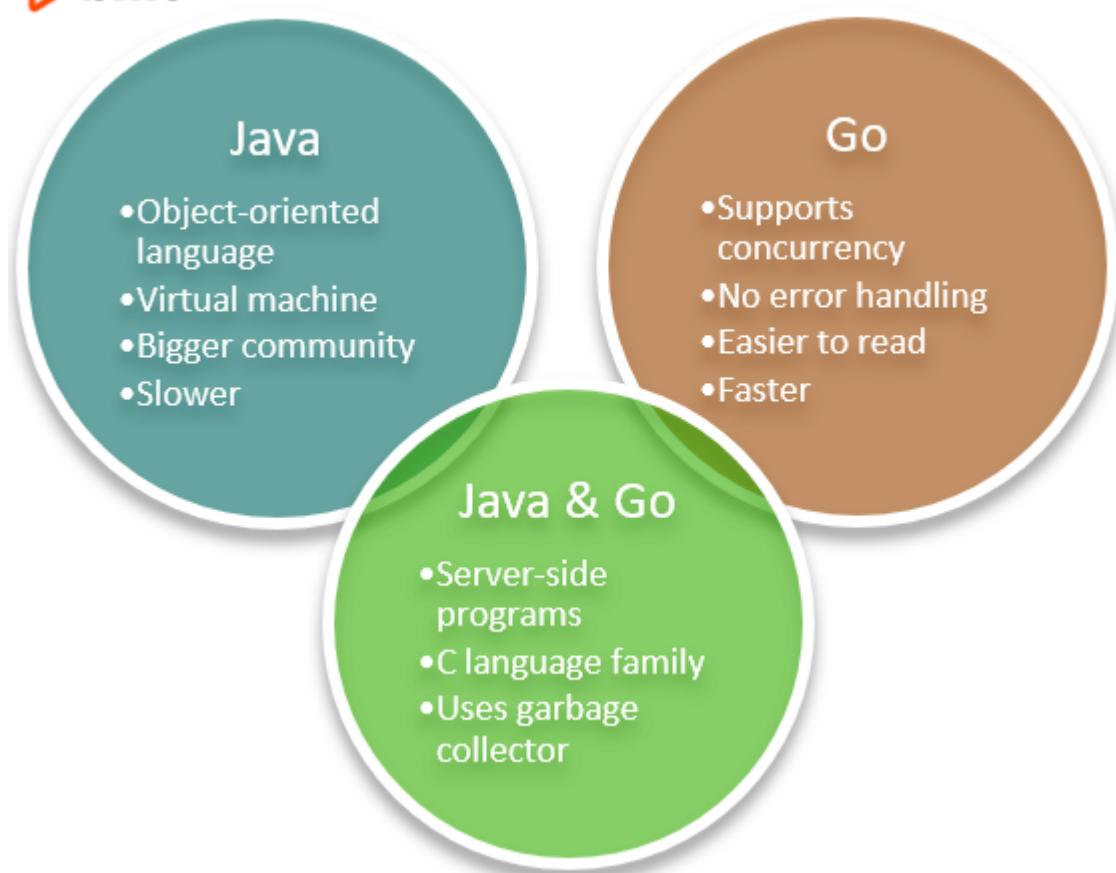 Java
•Object-oriented
language
•Virtual machine
•Bigger community
•Slower
Go
•Supports
concurrency
•No error handling
•Easier to read
•Faster
Java & Go
•Server-side
programs
•C language family
•Uses garbage
collector